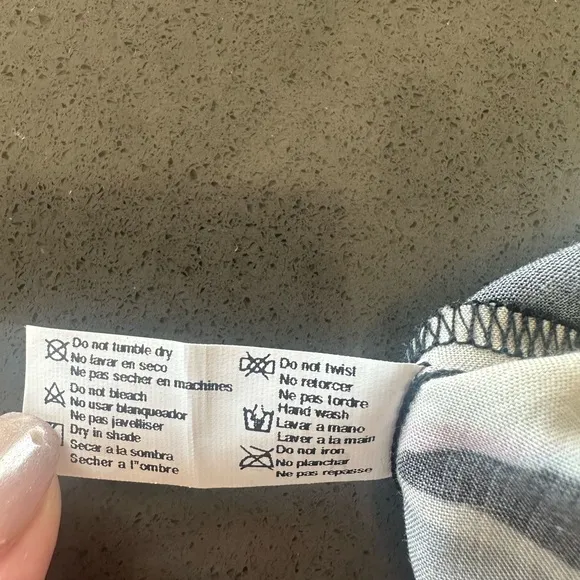 Do not tumble dry
No lavar en seco
Ne pas secher en machines
Do not bleach
No usar blanqueador
Ne pas javelliser
Dry in shade
Secar a la sombra
Secher a l"ombre
Do not twist
No retorcer
Ne pas tordre
Hand wash
Lavar a mano
Laver a la main
Do not iron
No planchar
Ne pas repasse